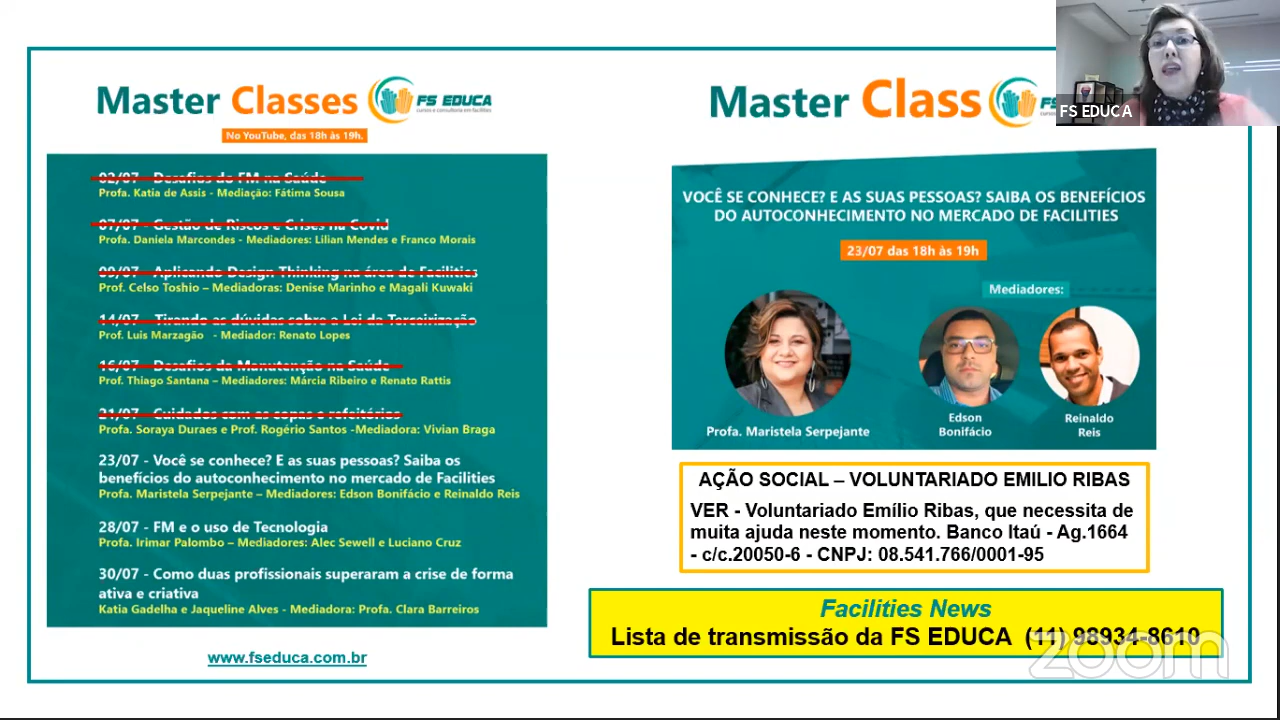 Master Classes
FS EDUCA
cursos e consultoria em facilities
No YouTube, das 18h às 19h.
02/07 - Desafios do FM na Saúde
Profa. Katia de Assis - Mediação: Fátima Sousa
07/07 - Gestão de Riscos e Crises na Covid
Profa. Daniela Marcondes - Mediadores: Lilian Mendes e Franco Morais
09/07 - Aplicando Design Thinking na área de Facilities
Prof. Celso Toshio – Mediadoras: Denise Marinho e Magali Kuwaki
14/07 - Tirando as dúvidas sobre a Lei da Terceirização
Prof. Luis Marzagão - Mediador: Renato Lopes
16/07 - Desafios da Manutenção na Saúde
Prof. Thiago Santana – Mediadores: Márcia Ribeiro e Renato Rattis
21/07 - Cuidados com as copas e refeitórios
Profa. Soraya Duraes e Prof. Rogério Santos -Mediadora: Vivian Braga
23/07 - Você se conhece? E as suas pessoas? Saiba os
benefícios do autoconhecimento no mercado de Facilities
Profa. Maristela Serpejante – Mediadores: Edson Bonifácio e Reinaldo Reis
28/07 - FM e o uso de Tecnologia
Profa. Irimar Palombo – Mediadores: Alec Sewell e Luciano Cruz
30/07 - Como duas profissionais superaram a crise de forma
ativa e criativa
Katia Gadelha e Jaqueline Alves - Mediadora: Profa. Clara Barreiros
www.fseduca.com.br
Master Class
FS
FS EDUCA
VOCÊ SE CONHECE? E AS SUAS PESSOAS? SAIBA OS BENEFÍCIOS
DO AUTOCONHECIMENTO NO MERCADO DE FACILITIES
23/07 das 18h às 19h
Mediadores:
Profa. Maristela Serpejante
Edson
Bonifácio
Reinaldo
Reis
AÇÃO SOCIAL – VOLUNTARIADO EMILIO RIBAS
VER - Voluntariado Emílio Ribas, que necessita de
muita ajuda neste momento. Banco Itaú - Ag.1664
- c/c.20050-6 - CNPJ: 08.541.766/0001-95
Facilities News
Lista de transmissão da FS EDUCA (11) 98934-8610
zoom